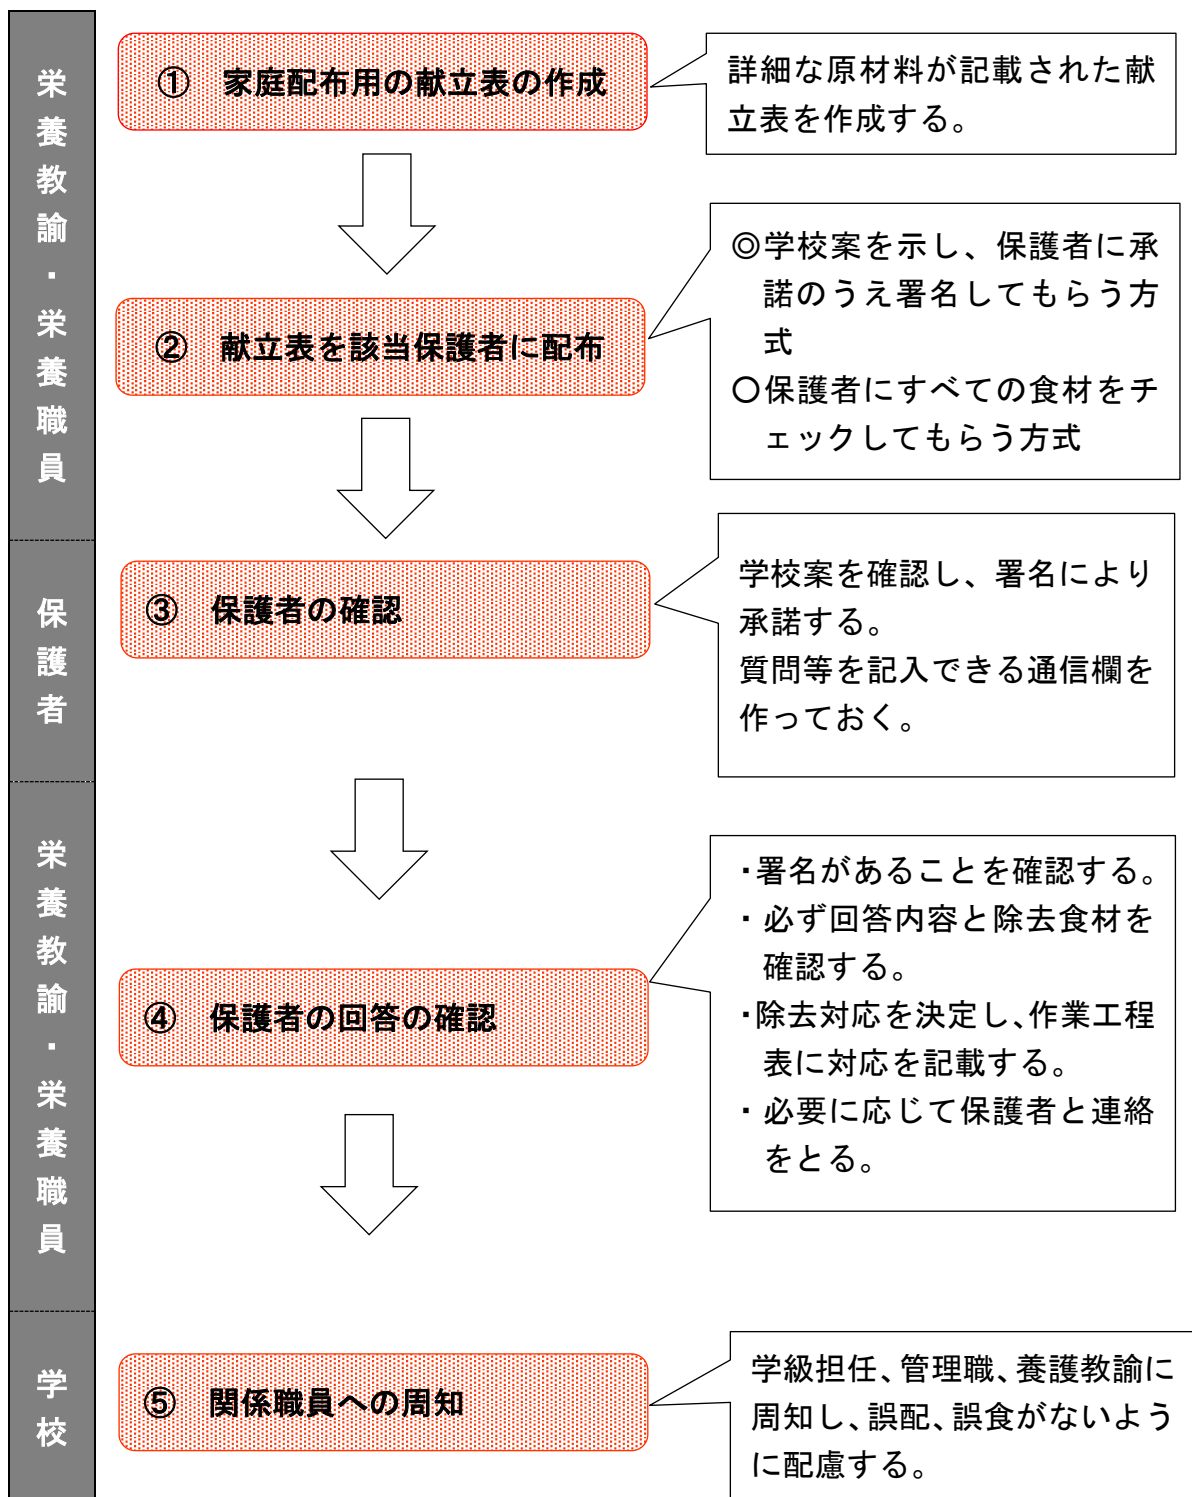 栄養教諭・栄養職員
① 家庭配布用の献立表の作成
詳細な原材料が記載された献
立表を作成する。
② 献立表を該当保護者に配布
◎学校案を示し、保護者に承
諾のうえ署名してもらう方
式
〇保護者にすべての食材をチ
ェックしてもらう方式
保護者
③ 保護者の確認
学校案を確認し、署名により
承諾する。
質問等を記入できる通信欄を
作っておく。
栄養教諭・栄養職員
④ 保護者の回答の確認
・署名があることを確認する。
・必ず回答内容と除去食材を
確認する。
・除去対応を決定し、作業工程
表に対応を記載する。
・必要に応じて保護者と連絡
をとる。
学校
⑤ 関係職員への周知
学級担任、管理職、養護教諭に
周知し、誤配、誤食がないよう
に配慮する。